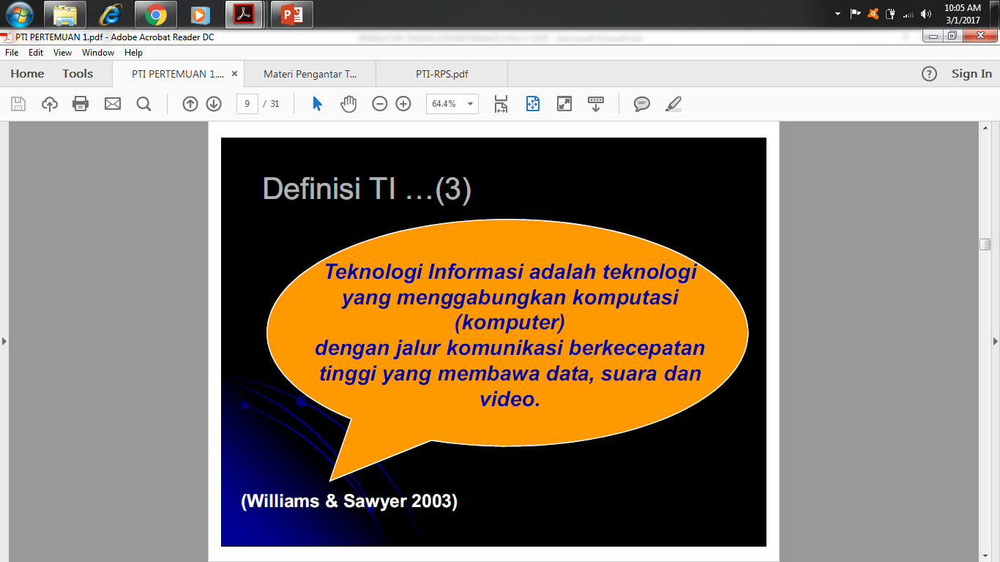 10:05 AM
3/1/2017
PTI PERTEMUAN 1.pdf - Adobe Acrobat Reader DC
File Edit View Window Help
Home Tools PTI PERTEMUAN 1.... × Materi Pengantar T... PTI-RPS.pdf ? Sign In
9 / 31 64.4%
Definisi TI …(3)
Teknologi Informasi adalah teknologi
yang menggabungkan komputasi
(komputer)
dengan jalur komunikasi berkecepatan
tinggi yang membawa data, suara dan
video.
(Williams & Sawyer 2003)